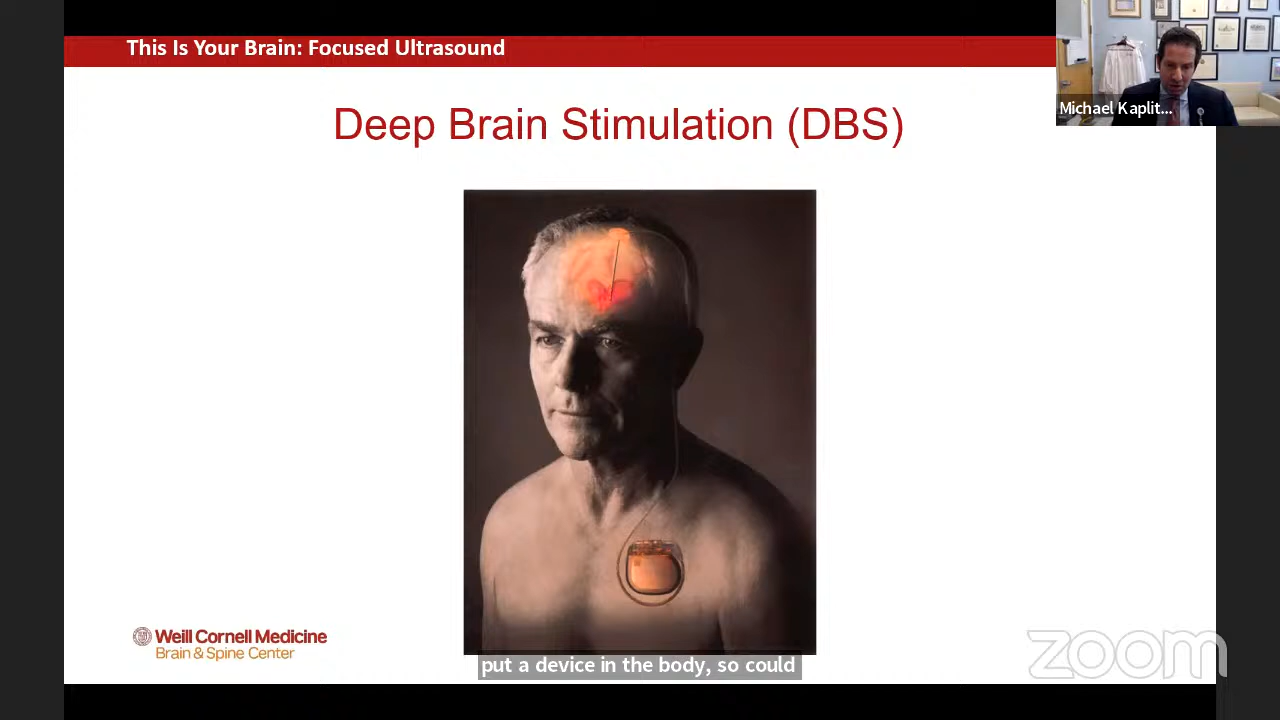 This Is Your Brain: Focused Ultrasound
Michael Kaplit...
Deep Brain Stimulation (DBS)
Weill Cornell Medicine
Brain & Spine Center
put a device in the body, so could
zoom